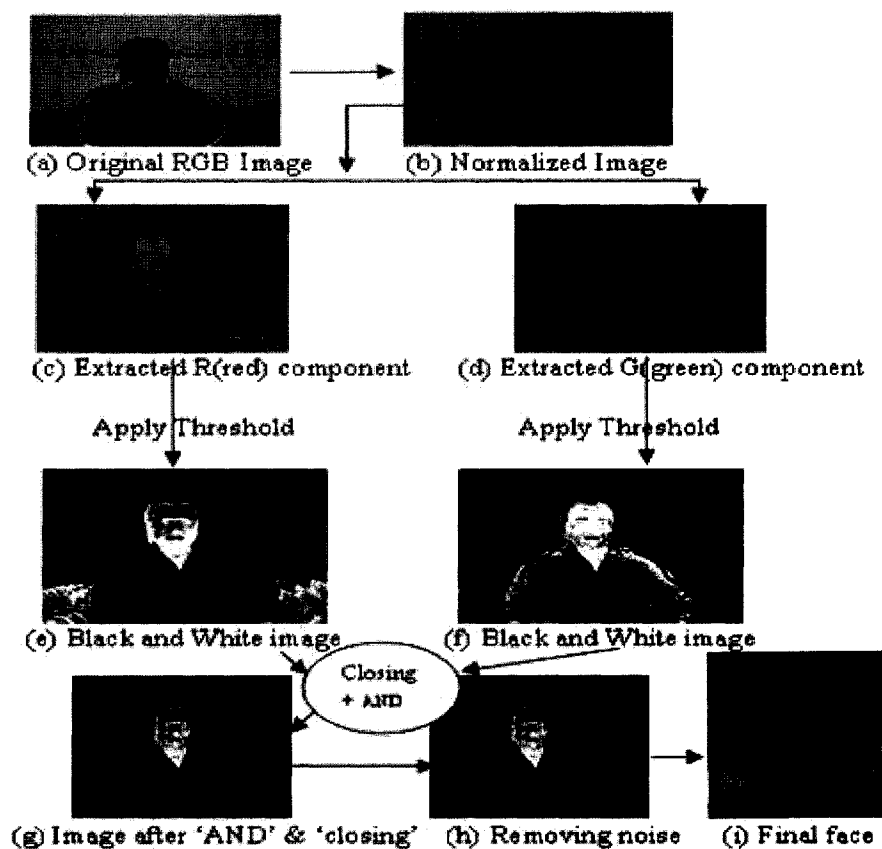 (a) Original RGB Image
(b) Normalized Image
(c) Extracted R(red) component
(d) Extracted G(green) component
Apply Threshold
Apply Threshold
(e) Black and White image
(f) Black and White image
Closing
+ AND
(g) Image after ‘AND’ & ‘closing’
(h) Removing noise
(i) Final face